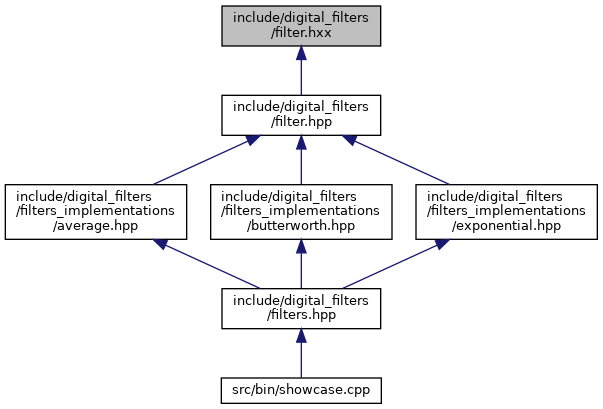 include/digital_filters
/filter.hxx
include/digital_filters
/filter.hpp
include/digital_filters
/filters_implementations
/average.hpp
include/digital_filters
/filters_implementations
/butterworth.hpp
include/digital_filters
/filters_implementations
/exponential.hpp
include/digital_filters
/filters.hpp
src/bin/showcase.cpp